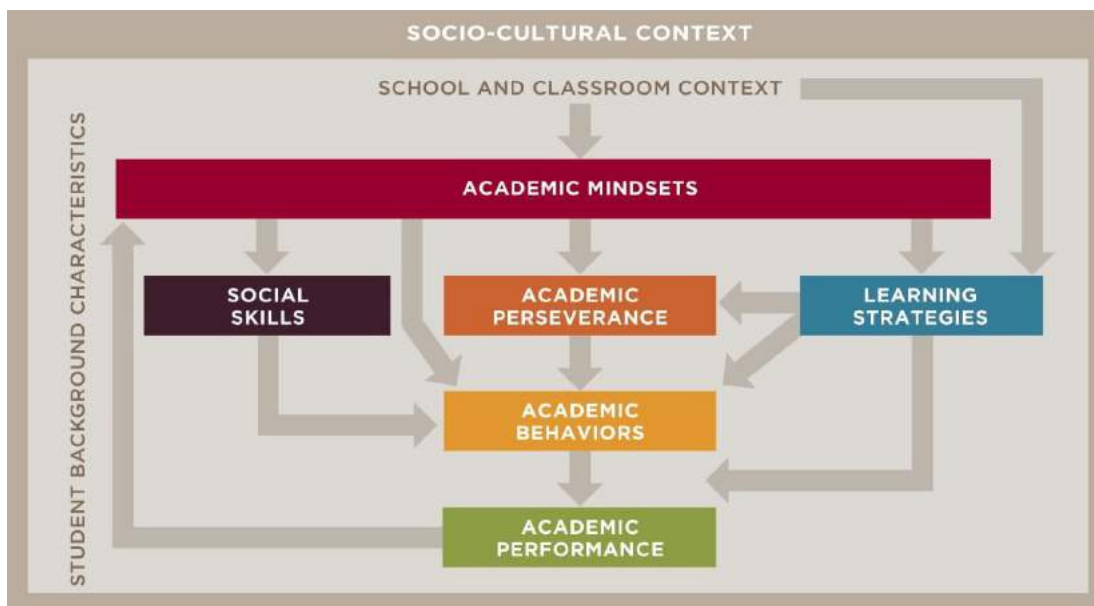 SOCIO-CULTURAL CONTEXT
SCHOOL AND CLASSROOM CONTEXT
STUDENT BACKGROUND CHARACTERISTICS
ACADEMIC MINDSETS
SOCIAL
SKILLS
ACADEMIC
PERSEVERANCE
LEARNING
STRATEGIES
ACADEMIC
BEHAVIORS
ACADEMIC
PERFORMANCE